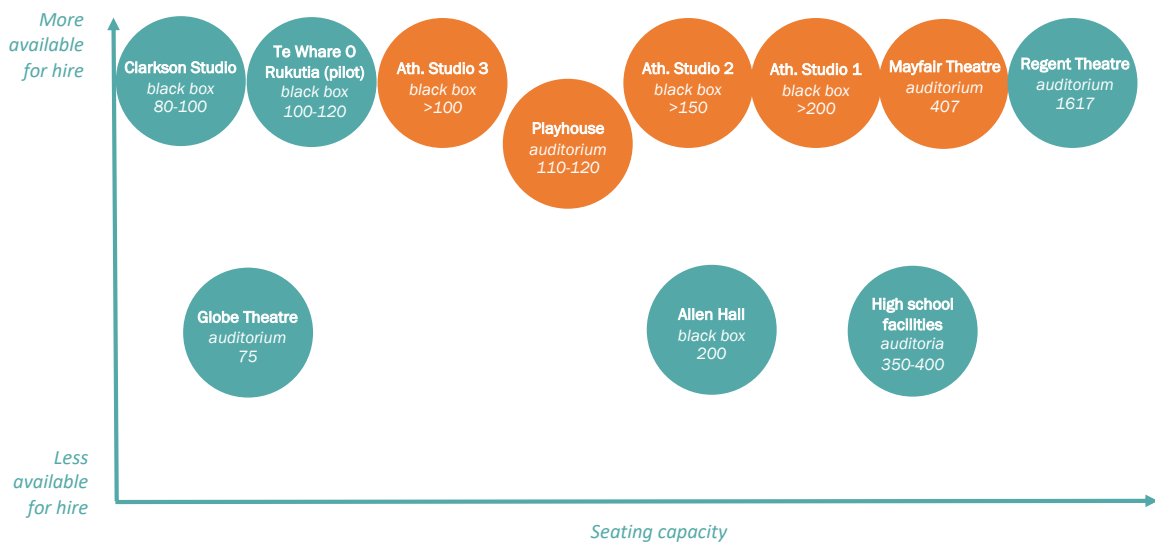 More
available
for hire
Clarkson Studio
black box
80-100
Te Whare O
Rukutia (pilot)
black box
100-120
Ath. Studio 3
black box
>100
Playhouse
auditorium
110-120
Ath. Studio 2
black box
>150
Ath. Studio 1
black box
>200
Mayfair Theatre
auditorium
407
Regent Theatre
auditorium
1617
Globe Theatre
auditorium
75
Allen Hall
black box
200
High school
facilities
auditoria
350-400
Less
available
for hire
Seating capacity